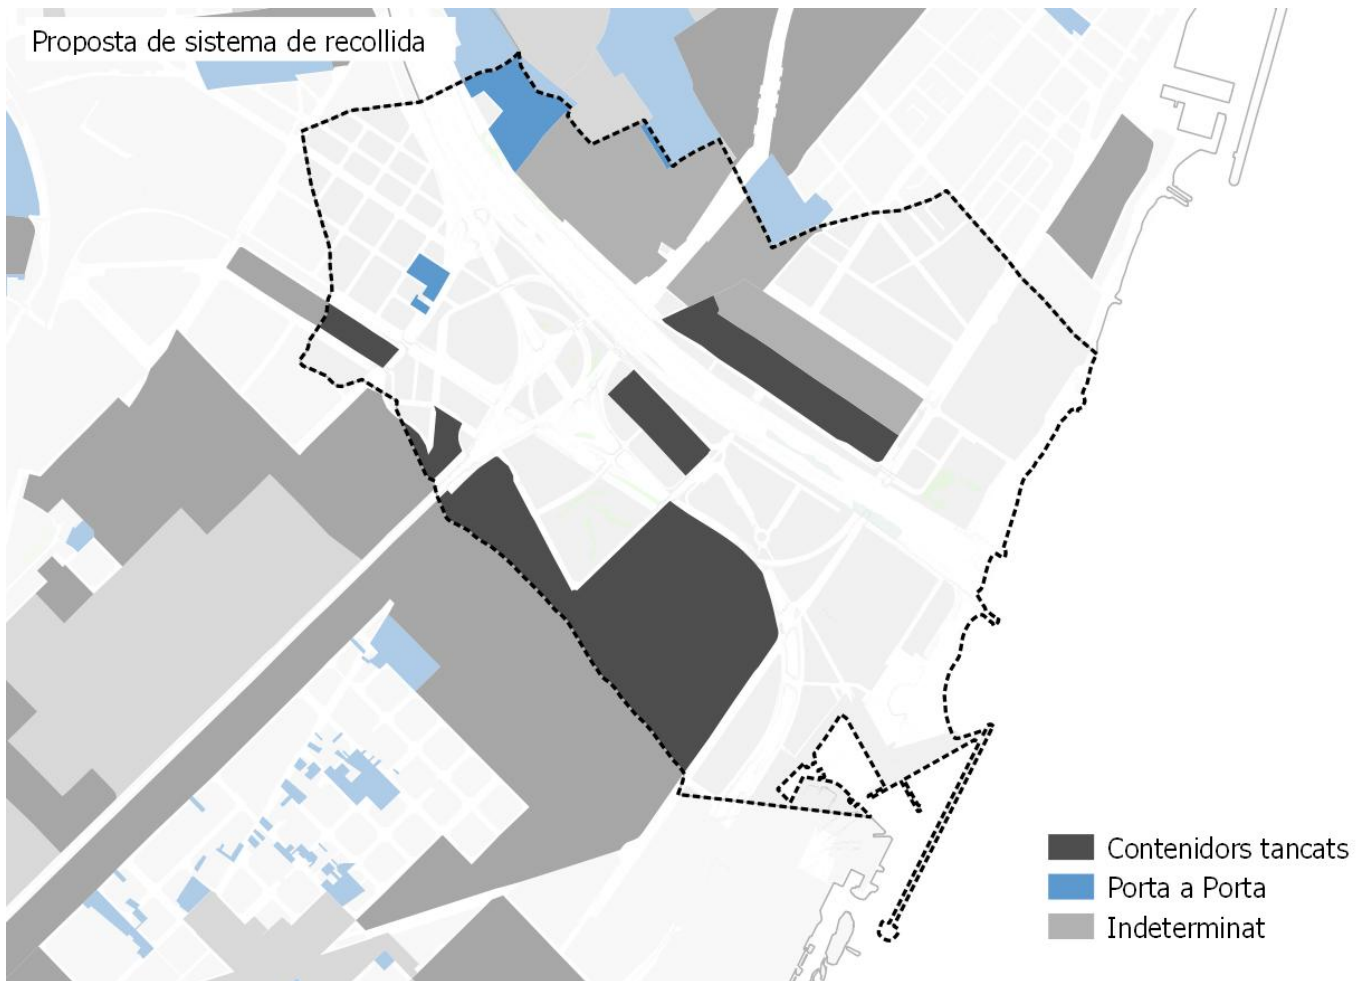 Proposta de sistema de recollida
Contenidors tancats
Porta a Porta
Indeterminat